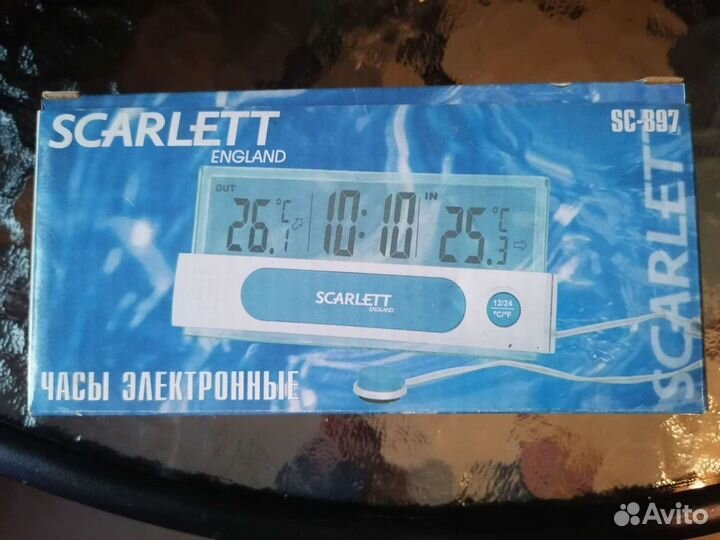 SCARLETT
ENGLAND
SC-897
OUT
26.1 °C
10:10
IN
25.3 °C
SCARLETT
ENGLAND
12/24
°C/°F
SCARLETT
ЧАСЫ ЭЛЕКТРОННЫЕ
Avito